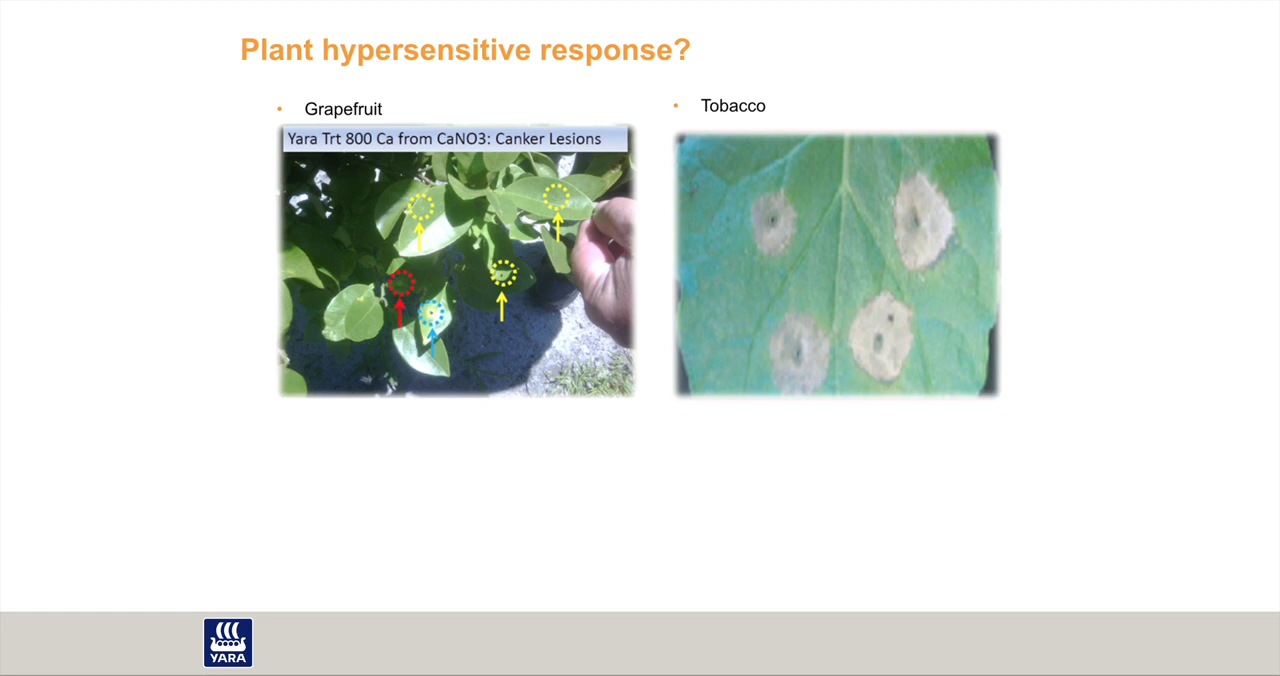 Plant hypersensitive response?
• Grapefruit
Yara Trt 800 Ca from CaNO3: Canker Lesions
• Tobacco
YARA